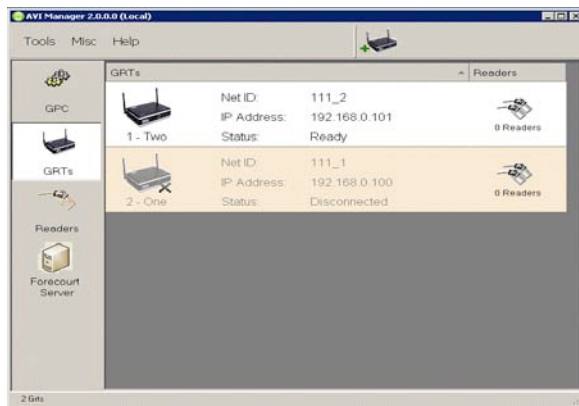 AVI Manager 2.0.0.0 (Local)
Tools Misc Help
GPC
GRTs
Readers
Forecourt
Server
GRTs Readers
Net ID: 111_2
IP Address: 192.168.0.101
Status: Ready
1 - Two
0 Readers
Net ID: 111_1
IP Address: 192.168.0.100
Status: Disconnected
2 - One
0 Readers
2 Grts